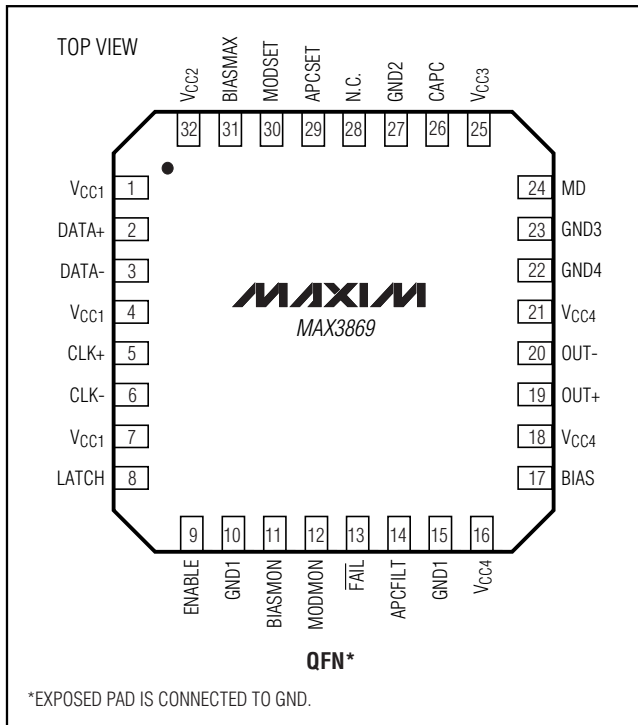 TOP VIEW
VCC2
BIASMAX
MODSET
APCSET
N.C.
GND2
CAPC
VCC3
32 31 30 29 28 27 26 25
VCC1 1
DATA+ 2
DATA- 3
VCC1 4
CLK+ 5
CLK- 6
VCC1 7
LATCH 8
MAXIM
MAX3869
24 MD
23 GND3
22 GND4
21 VCC4
20 OUT-
19 OUT+
18 VCC4
17 BIAS
9 10 11 12 13 14 15 16
ENABLE
GND1
BIASMON
MODMON
FAIL
APCFILT
GND1
VCC4
QFN*
*EXPOSED PAD IS CONNECTED TO GND.